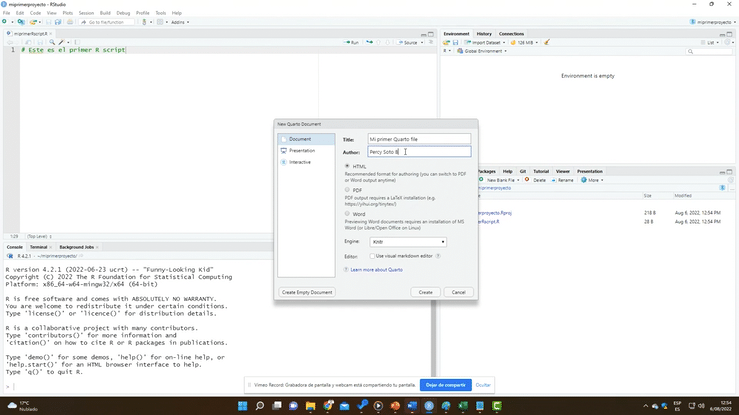 miprimerproyecto - RStudio
File Edit Code View Plots Session Build Debug Profile Tools Help
Go to file/function
Addins
miprimerproyecto
miprimerRscript.R
Run
Source
1 # Este es el primer R script
1:29 (Top Level)
R Script
Environment History Connections
Import Dataset
126 MiB
List
R Global Environment
Environment is empty
New Quarto Document
Document
Presentation
Interactive
Title: Mi primer Quarto file
Author: Percy Soto B
HTML
Recommended format for authoring (you can switch to PDF
or Word output anytime)
PDF
PDF output requires a LaTeX installation (e.g.
https://yihui.org/tinytex/)
Word
Previewing Word documents requires an installation of MS
Word (or Libre/Open Office on Linux)
Engine: Knitr
Editor: Use visual markdown editor
Learn more about Quarto
Create Empty Document
Create
Cancel
Packages Help Git Tutorial Viewer Presentation
New Blank File Delete Rename More
Size Modified
218 B Aug 6, 2022, 12:54 PM
28 B Aug 6, 2022, 12:54 PM
Console Terminal Background Jobs
R 4.2.1 · ~/miprimerproyecto/
R version 4.2.1 (2022-06-23 ucrt) -- "Funny-Looking Kid"
Copyright (C) 2022 The R Foundation for Statistical Computing
Platform: x86_64-w64-mingw32/x64 (64-bit)
R is free software and comes with ABSOLUTELY NO WARRANTY.
You are welcome to redistribute it under certain conditions.
Type 'license()' or 'licence()' for distribution details.
R is a collaborative project with many contributors.
Type 'contributors()' for more information and
'citation()' on how to cite R or R packages in publications.
Type 'demo()' for some demos, 'help()' for on-line help, or
'help.start()' for an HTML browser interface to help.
Type 'q()' to quit R.
>
Vimeo Record: Grabadora de pantalla y webcam está compartiendo tu pantalla.
Dejar de compartir
Ocultar
17°C
Nublado
ESP
ES
12:54
6/08/2022